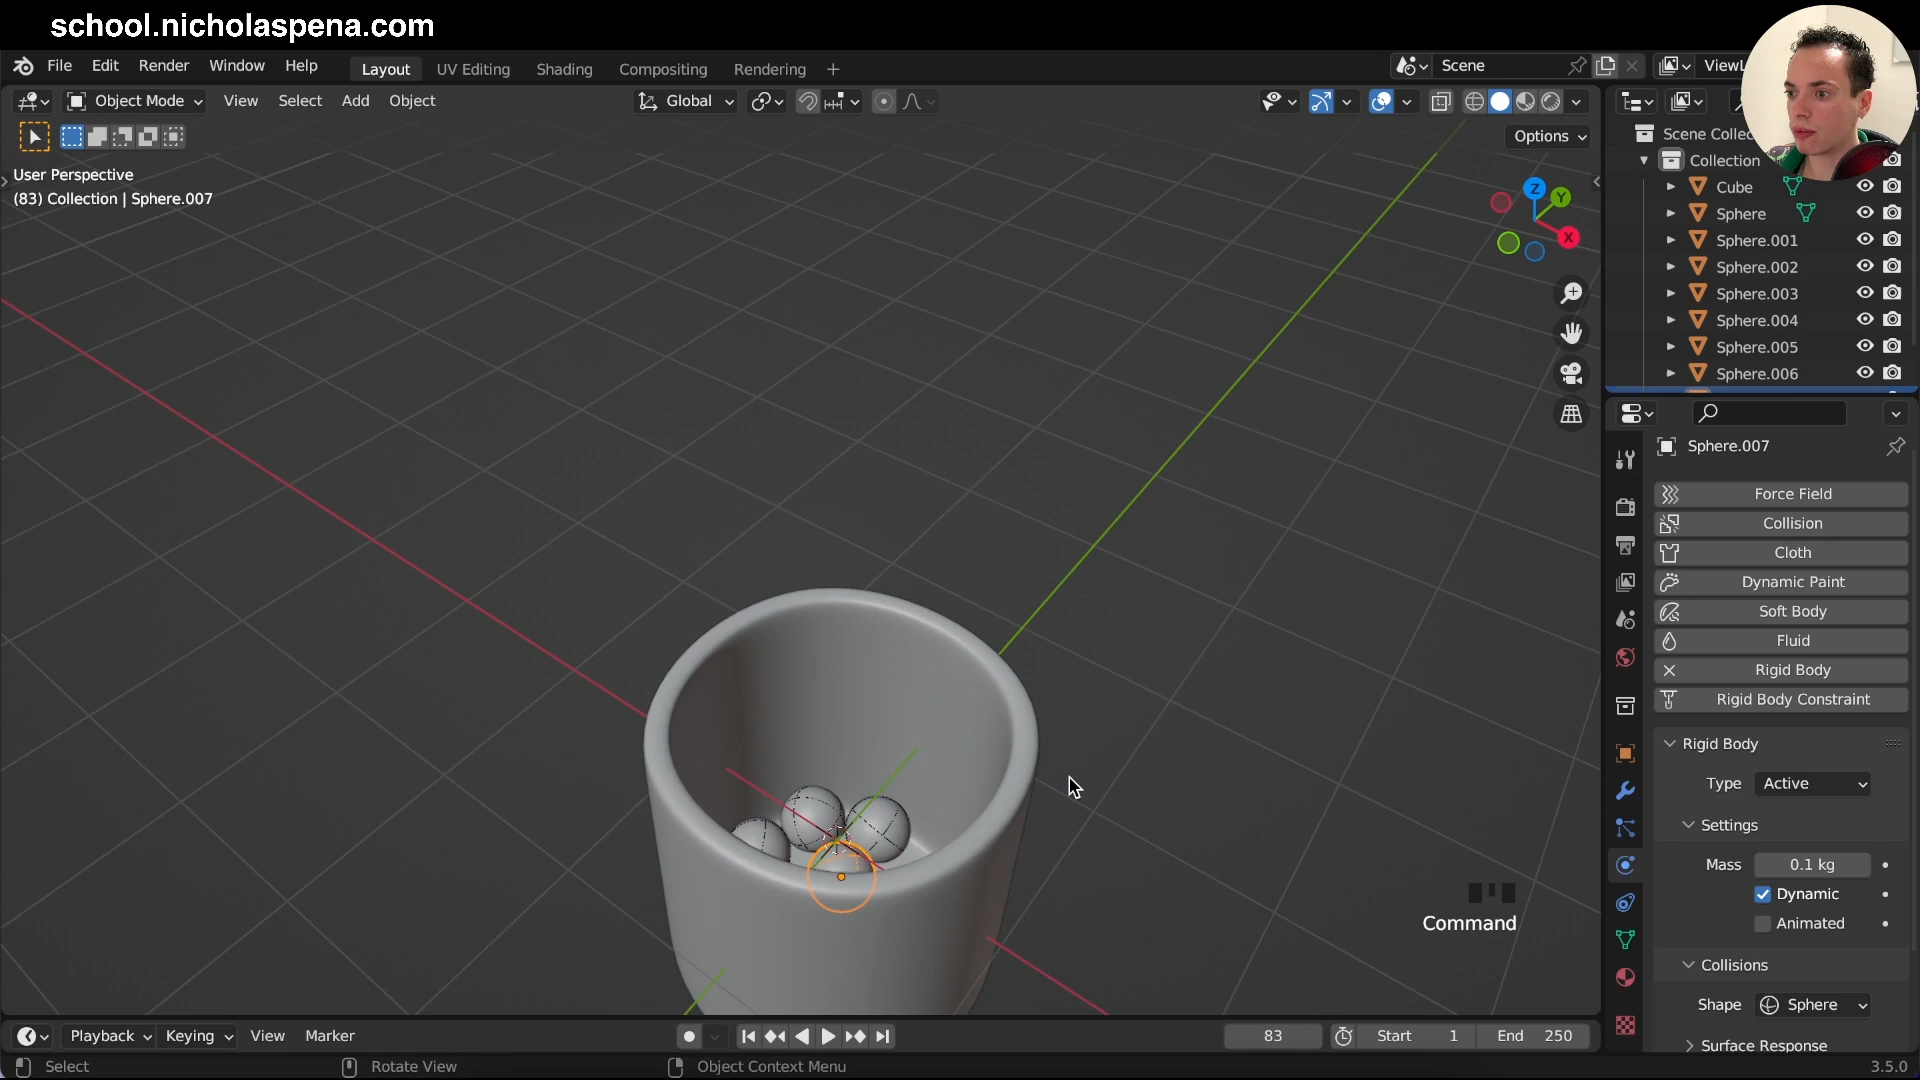 school.nicholaspena.com
File Edit Render Window Help Layout UV Editing Shading Compositing Rendering + Scene ViewL
Object Mode View Select Add Object Global
Options
User Perspective
(83) Collection | Sphere.007
Z Y X
Scene Collec
Collection
Cube
Sphere
Sphere.001
Sphere.002
Sphere.003
Sphere.004
Sphere.005
Sphere.006
Sphere.007
Force Field
Collision
Cloth
Dynamic Paint
Soft Body
Fluid
Rigid Body
Rigid Body Constraint
Rigid Body
Type Active
Settings
Mass 0.1 kg
Dynamic
Animated
Collisions
Shape Sphere
Surface Response
Command
Playback Keying View Marker 83 Start 1 End 250
Select Rotate View Object Context Menu 3.5.0